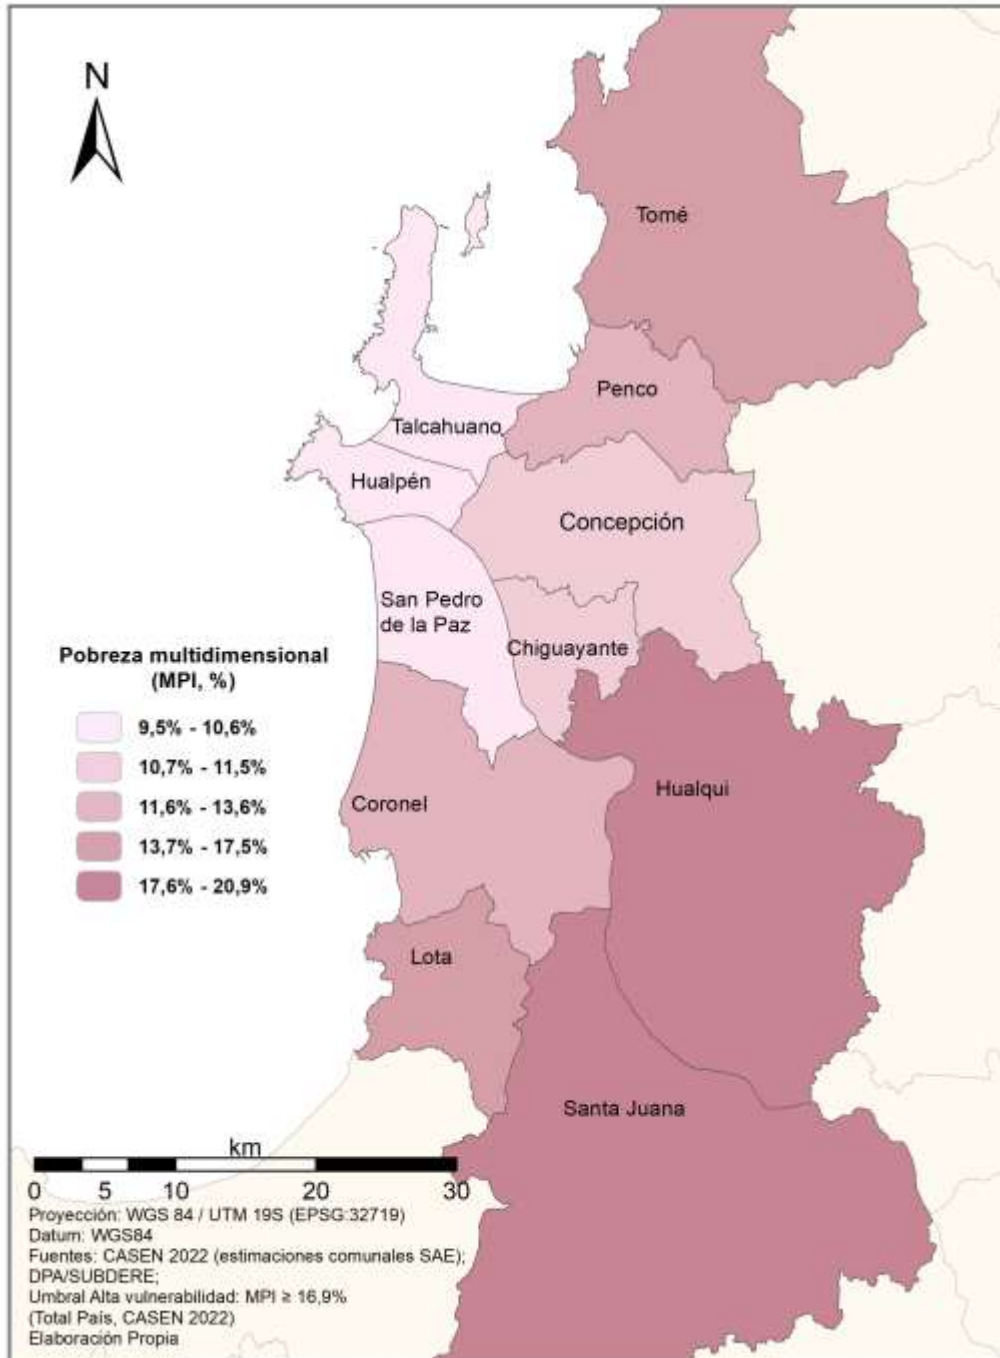 N
Tomé
Penco
Talcahuano
Hualpén
Concepción
San Pedro
de la Paz
Chiguayante
Pobreza multidimensional
(MPI, %)
9,5% - 10,6%
10,7% - 11,5%
11,6% - 13,6%
13,7% - 17,5%
17,6% - 20,9%
Hualqui
Coronel
Lota
Santa Juana
km
0 5 10 20 30
Proyección: WGS 84 / UTM 19S (EPSG:32719)
Datum: WGS84
Fuentes: CASEN 2022 (estimaciones comunales SAE);
DPA/SUBDERE;
Umbral Alta vulnerabilidad: MPI ≥ 16,9%
(Total País, CASEN 2022)
Elaboración Propia